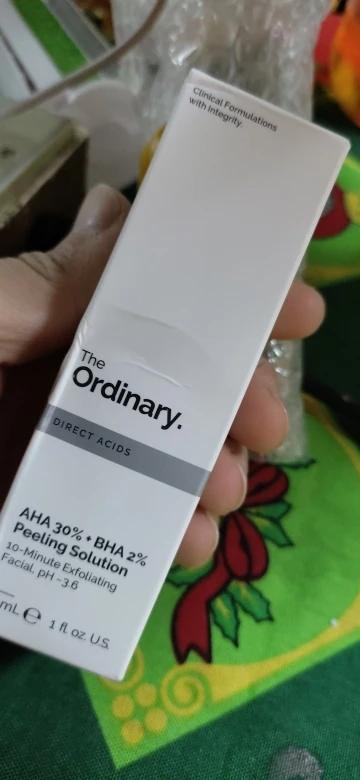 Clinical Formulations
with Integrity.
The
Ordinary.
DIRECT ACIDS
AHA 30% + BHA 2%
Peeling Solution
10-Minute Exfoliating
Facial, pH ~3.6
mL ℮ 1 fl oz. U.S.